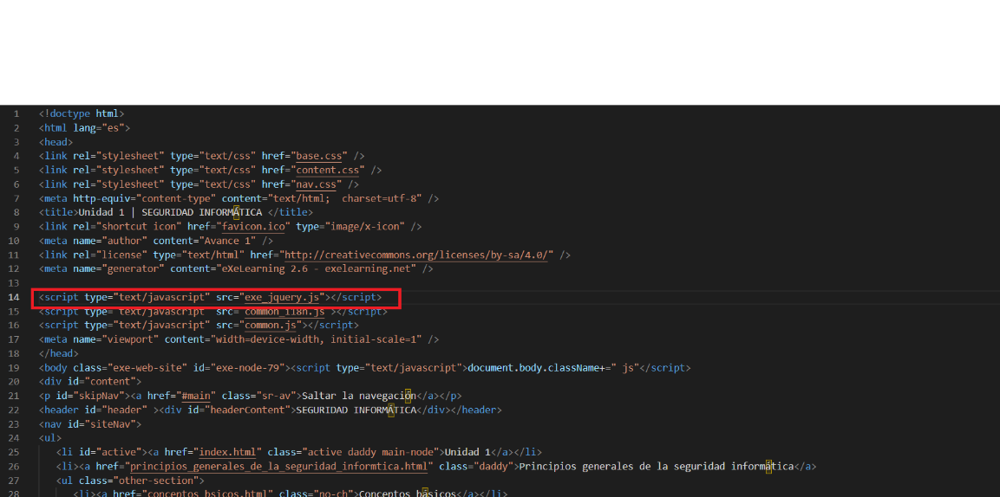 1 <!doctype html>
2 <html lang="es">
3 <head>
4 <link rel="stylesheet" type="text/css" href="base.css" />
5 <link rel="stylesheet" type="text/css" href="content.css" />
6 <link rel="stylesheet" type="text/css" href="nav.css" />
7 <meta http-equiv="content-type" content="text/html;  charset=utf-8" />
8 <title>Unidad 1 | SEGURIDAD INFORMÁTICA </title>
9 <link rel="shortcut icon" href="favicon.ico" type="image/x-icon" />
10 <meta name="author" content="Avance 1" />
11 <link rel="license" type="text/html" href="http://creativecommons.org/licenses/by-sa/4.0/" />
12 <meta name="generator" content="eXeLearning 2.6 - exelearning.net" />
13
14 <script type="text/javascript" src="exe_jquery.js"></script>
15 <script type="text/javascript" src="common_i18n.js"></script>
16 <script type="text/javascript" src="common.js"></script>
17 <meta name="viewport" content="width=device-width, initial-scale=1" />
18 </head>
19 <body class="exe-web-site" id="exe-node-79"><script type="text/javascript">document.body.className+=" js"</script>
20 <div id="content">
21 <p id="skipNav"><a href="#main" class="sr-av">Saltar la navegación</a></p>
22 <header id="header" ><div id="headerContent">SEGURIDAD INFORMÁTICA</div></header>
23 <nav id="siteNav">
24 <ul>
25 <li id="active"><a href="index.html" class="active daddy main-node">Unidad 1</a></li>
26 <li><a href="principios_generales_de_la_seguridad_informtica.html" class="daddy">Principios generales de la seguridad informática</a>
27 <ul class="other-section">
28 <li><a href="conceptos_bsicos.html" class="no-ch">Conceptos básicos</a></li>